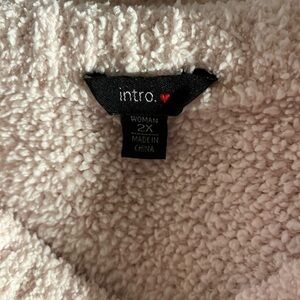 intro.
WOMAN
2X
MADE IN
CHINA